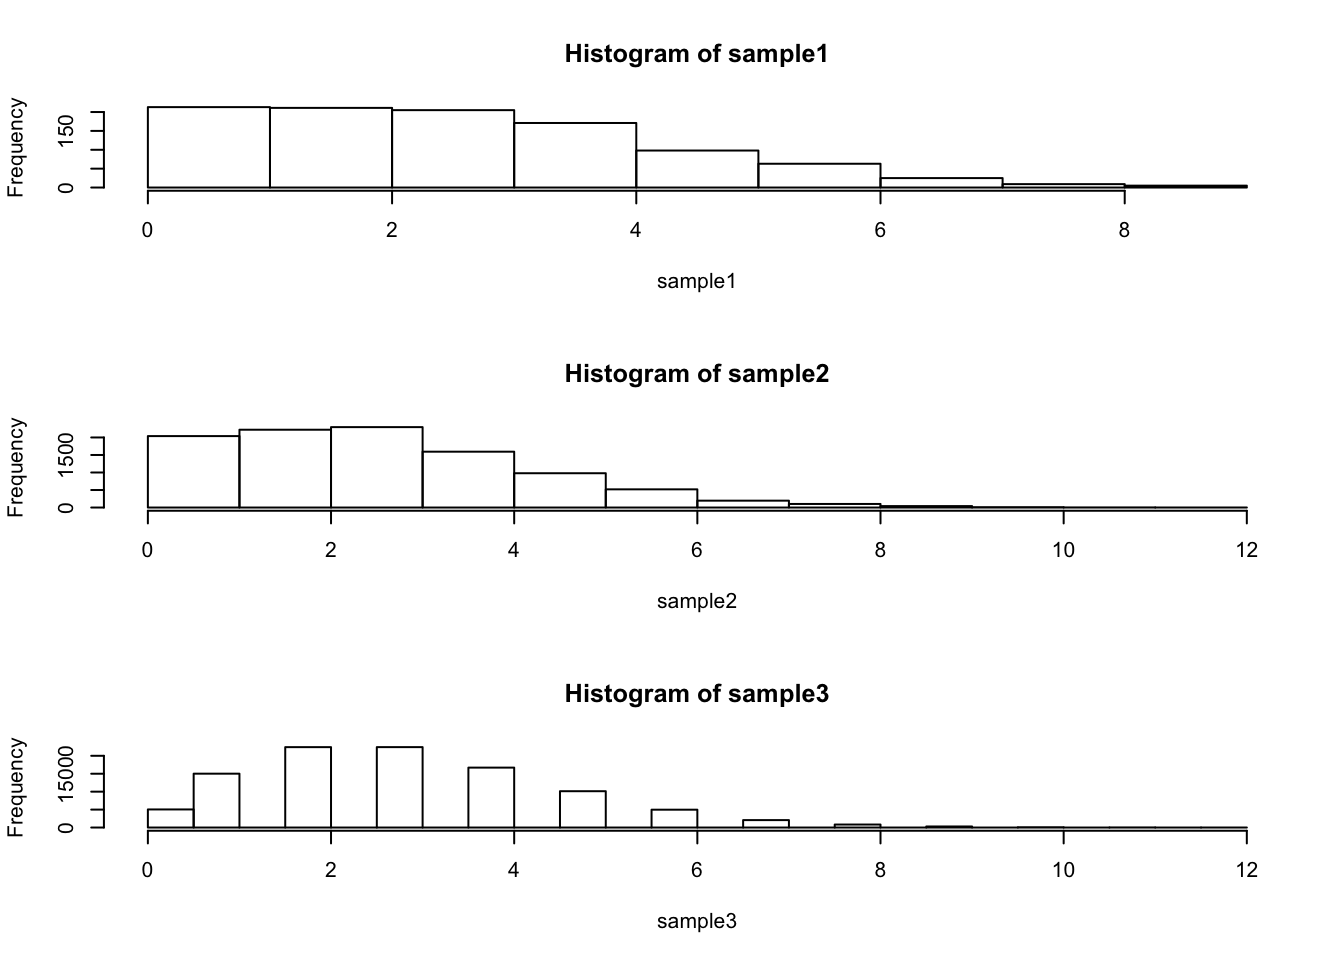 Histogram of sample1
Frequency
150
0
0 2 4 6 8
sample1
Histogram of sample2
Frequency
1500
0
0 2 4 6 8 10 12
sample2
Histogram of sample3
Frequency
15000
0
0 2 4 6 8 10 12
sample3